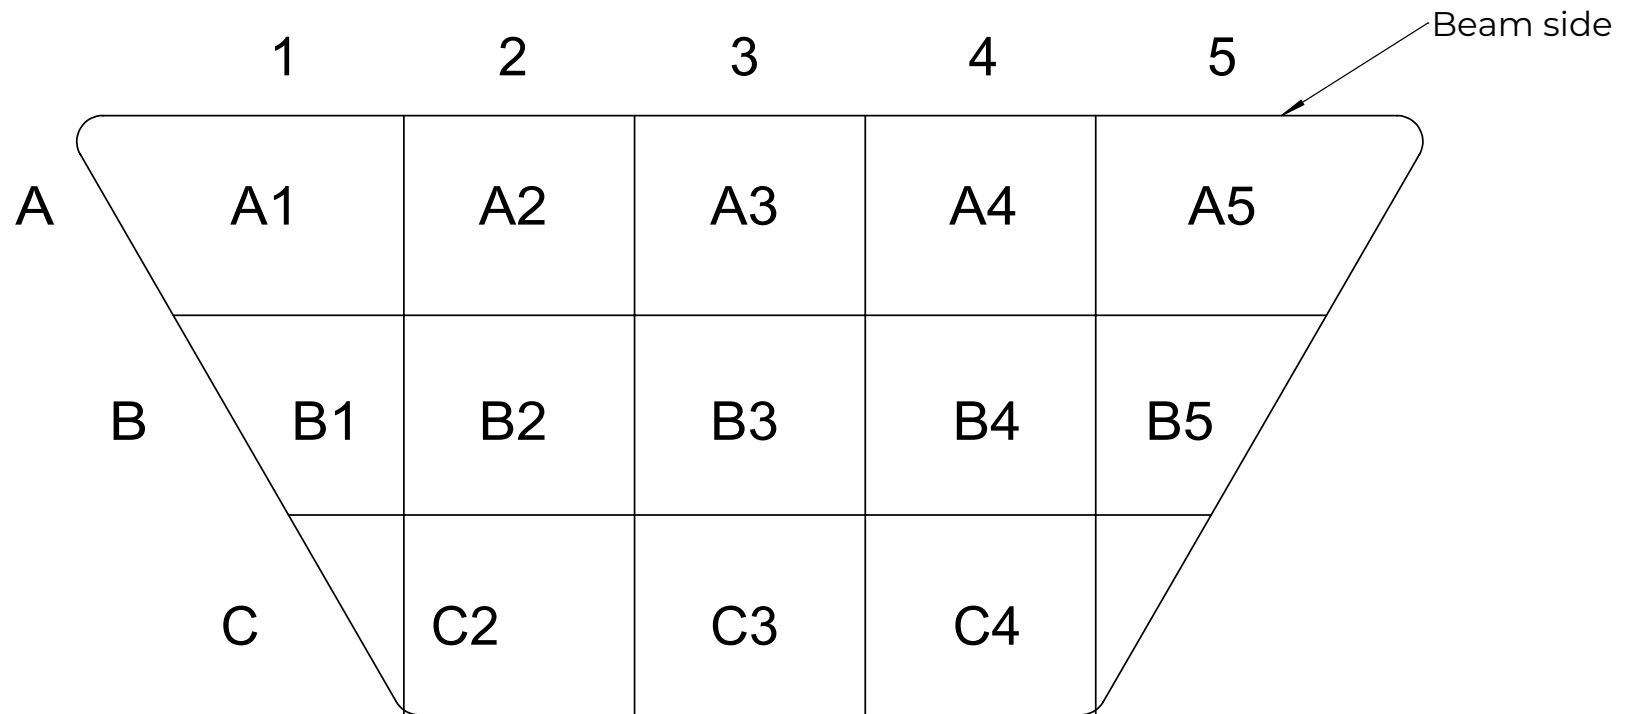 Beam side
1 2 3 4 5
A A1 A2 A3 A4 A5
B B1 B2 B3 B4 B5
C C2 C3 C4